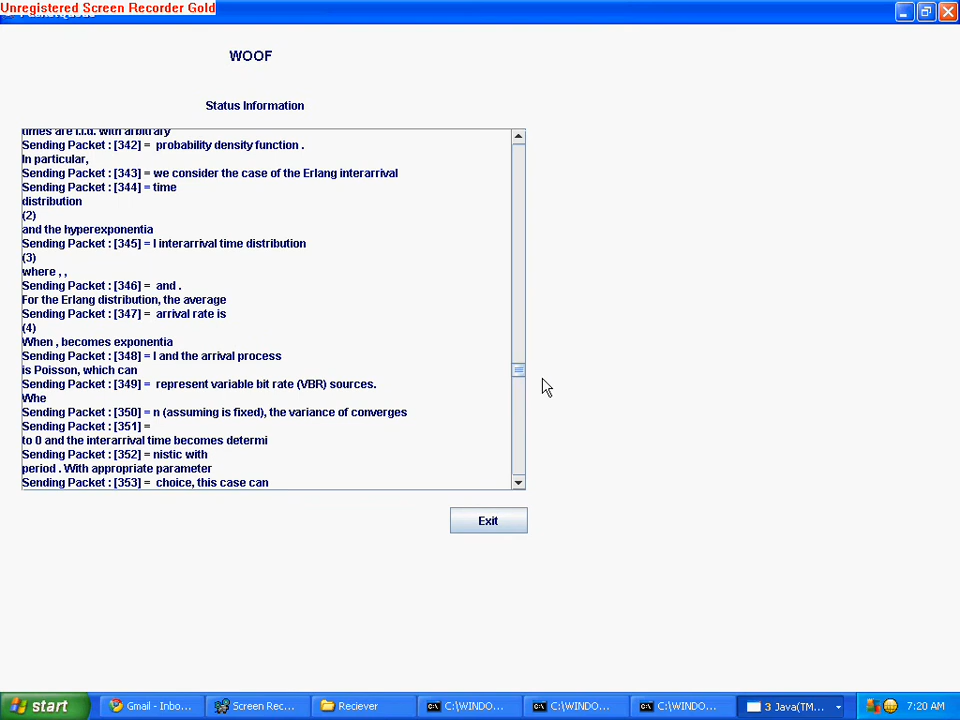 Unregistered Screen Recorder Gold
WOOF
Status Information
times are i.i.d. with arbitrary
Sending Packet : [342] =  probability density function .
In particular,
Sending Packet : [343] = we consider the case of the Erlang interarrival
Sending Packet : [344] = time
distribution
(2)
and the hyperexponentia
Sending Packet : [345] = l interarrival time distribution
(3)
where , ,
Sending Packet : [346] =  and .
For the Erlang distribution, the average
Sending Packet : [347] =  arrival rate is
(4)
When , becomes exponentia
Sending Packet : [348] = l and the arrival process
is Poisson, which can
Sending Packet : [349] =  represent variable bit rate (VBR) sources.
Whe
Sending Packet : [350] = n (assuming is fixed), the variance of converges
Sending Packet : [351] =
to 0 and the interarrival time becomes determi
Sending Packet : [352] = nistic with
period . With appropriate parameter
Sending Packet : [353] =  choice, this case can
Exit
start
Gmail - Inbo...
Screen Rec...
Reciever
C:\WINDO...
C:\WINDO...
C:\WINDO...
3 Java(TM...
7:20 AM